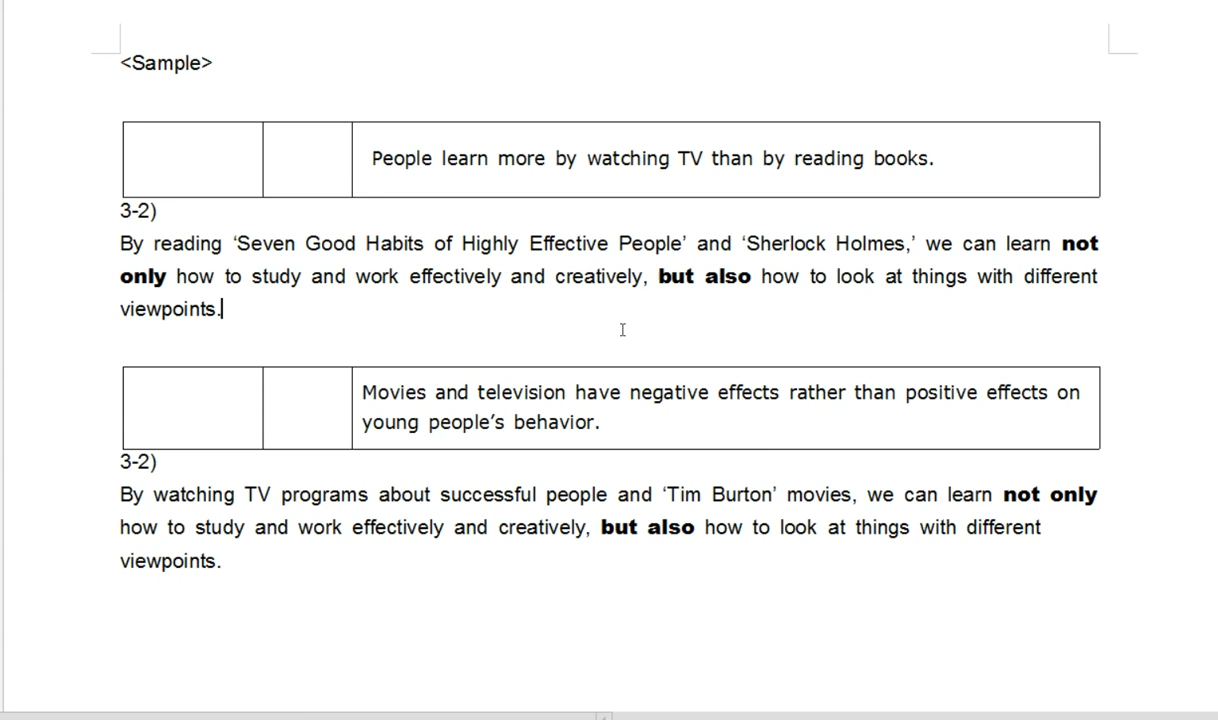 <Sample>
People learn more by watching TV than by reading books.
3-2)
By reading ‘Seven Good Habits of Highly Effective People’ and ‘Sherlock Holmes,’ we can learn not
only how to study and work effectively and creatively, but also how to look at things with different
viewpoints.
Movies and television have negative effects rather than positive effects on
young people’s behavior.
3-2)
By watching TV programs about successful people and ‘Tim Burton’ movies, we can learn not only
how to study and work effectively and creatively, but also how to look at things with different
viewpoints.